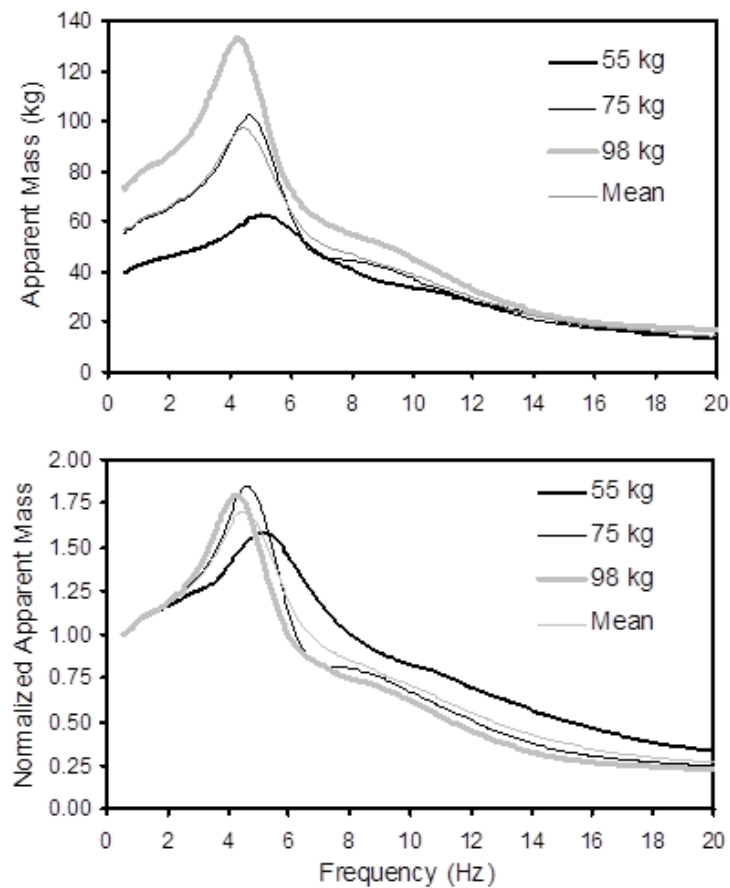 Apparent Mass (kg)
140
120
100
80
60
40
20
0
55 kg
75 kg
98 kg
Mean
0 2 4 6 8 10 12 14 16 18 20
Normalized Apparent Mass
2.00
1.75
1.50
1.25
1.00
0.75
0.50
0.25
0.00
55 kg
75 kg
98 kg
Mean
0 2 4 6 8 10 12 14 16 18 20
Frequency (Hz)